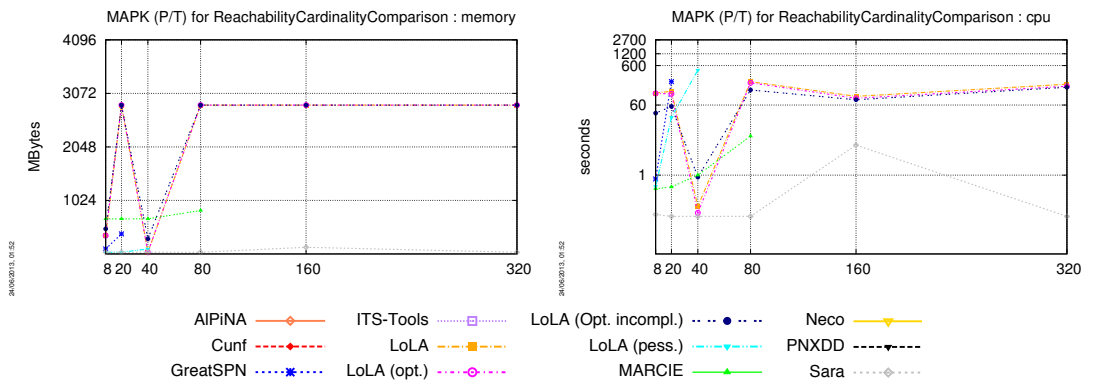 MAPK (P/T) for ReachabilityCardinalityComparison : memory
4096
3072
2048
1024
MBytes
8 20 40 80 160 320
24/06/2013, 01:52
MAPK (P/T) for ReachabilityCardinalityComparison : cpu
2700
1200
600
60
1
seconds
8 20 40 80 160 320
24/06/2013, 01:52
AlPiNA
Cunf
GreatSPN
ITS-Tools
LoLA
LoLA (opt.)
LoLA (Opt. incompl.)
LoLA (pess.)
MARCIE
Neco
PNXDD
Sara